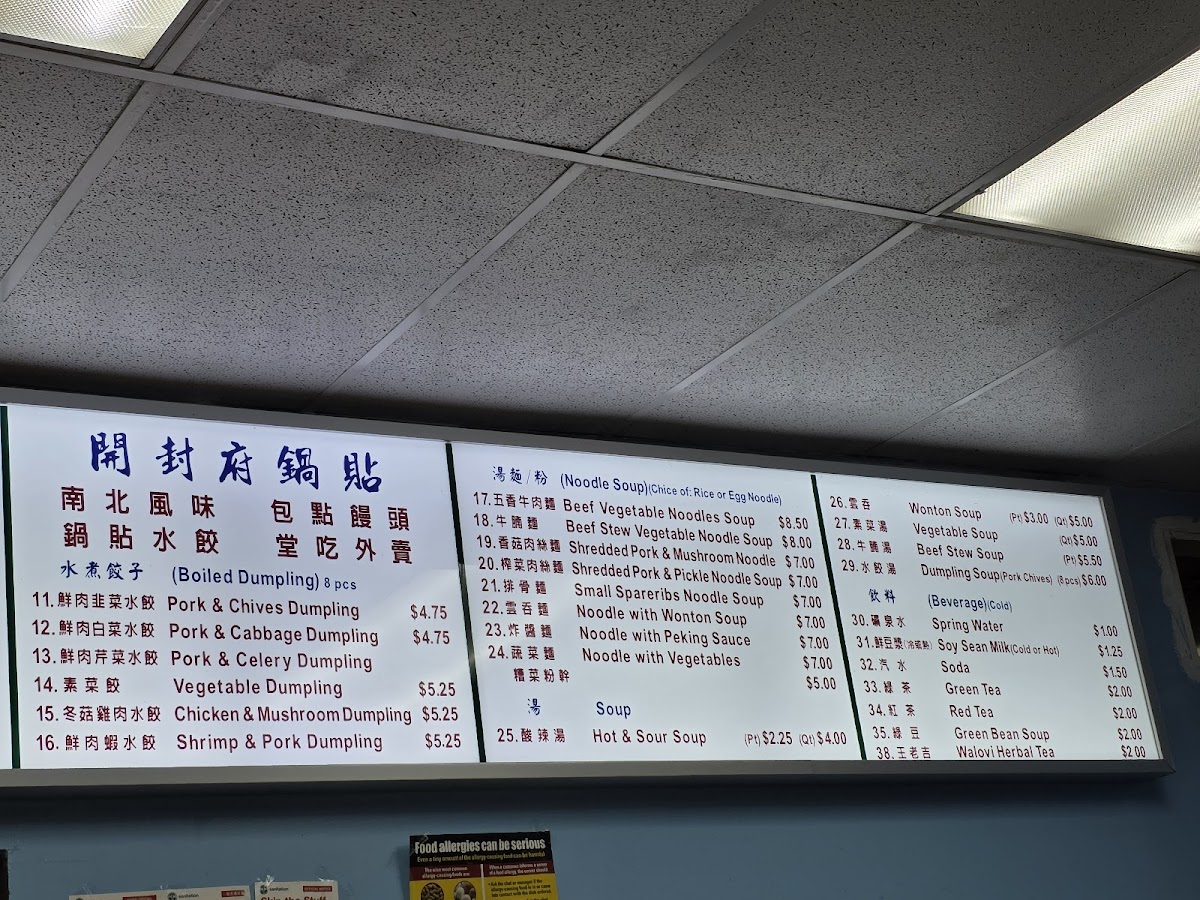 開封府鍋貼
南北風味 包點饅頭
鍋貼水餃 堂吃外賣
水煮餃子 (Boiled Dumpling) 8 pcs
11. 鮮肉韭菜水餃 Pork & Chives Dumpling $4.75
12. 鮮肉白菜水餃 Pork & Cabbage Dumpling $4.75
13. 鮮肉芹菜水餃 Pork & Celery Dumpling
14. 素菜餃 Vegetable Dumpling $5.25
15. 冬菇雞肉水餃 Chicken & Mushroom Dumpling $5.25
16. 鮮肉蝦水餃 Shrimp & Pork Dumpling $5.25
湯麵/粉 (Noodle Soup)(Chice of: Rice or Egg Noodle)
17. 五香牛肉麵 Beef Vegetable Noodles Soup $8.50
18. 牛腩麵 Beef Stew Vegetable Noodle Soup $8.00
19. 香菇肉絲麵 Shredded Pork & Mushroom Noodle $7.00
20. 榨菜肉絲麵 Shredded Pork & Pickle Noodle Soup $7.00
21. 排骨麵 Small Spareribs Noodle Soup $7.00
22. 雲吞麵 Noodle with Wonton Soup $7.00
23. 炸醬麵 Noodle with Peking Sauce $7.00
24. 蔬菜麵 Noodle with Vegetables $7.00
糟菜粉幹 $5.00
湯 Soup
25. 酸辣湯 Hot & Sour Soup (Pt) $2.25 (Qt) $4.00
26. 雲吞 Wonton Soup (Pt) $3.00 (Qt) $5.00
27. 素菜湯 Vegetable Soup (Qt) $5.00
28. 牛腩湯 Beef Stew Soup (Pt) $5.50
29. 水餃湯 Dumpling Soup(Pork Chives) (8 pcs) $6.00
飲料 (Beverage)(Cold)
30. 礦泉水 Spring Water $1.00
31. 鮮豆漿(冷或熱) Soy Sean Milk(Cold or Hot) $1.25
32. 汽水 Soda $1.50
33. 綠茶 Green Tea $2.00
34. 紅茶 Red Tea $2.00
35. 綠豆 Green Bean Soup $2.00
38. 王老吉 Walovi Herbal Tea $2.00
Food allergies can be serious
Even a tiny amount of the allergy-causing food can be harmful